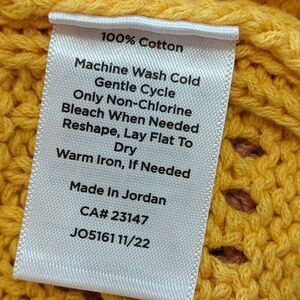 100% Cotton
Machine Wash Cold
Gentle Cycle
Only Non-Chlorine
Bleach When Needed
Reshape, Lay Flat To
Dry
Warm Iron, If Needed
Made In Jordan
CA# 23147
JO5161 11/22